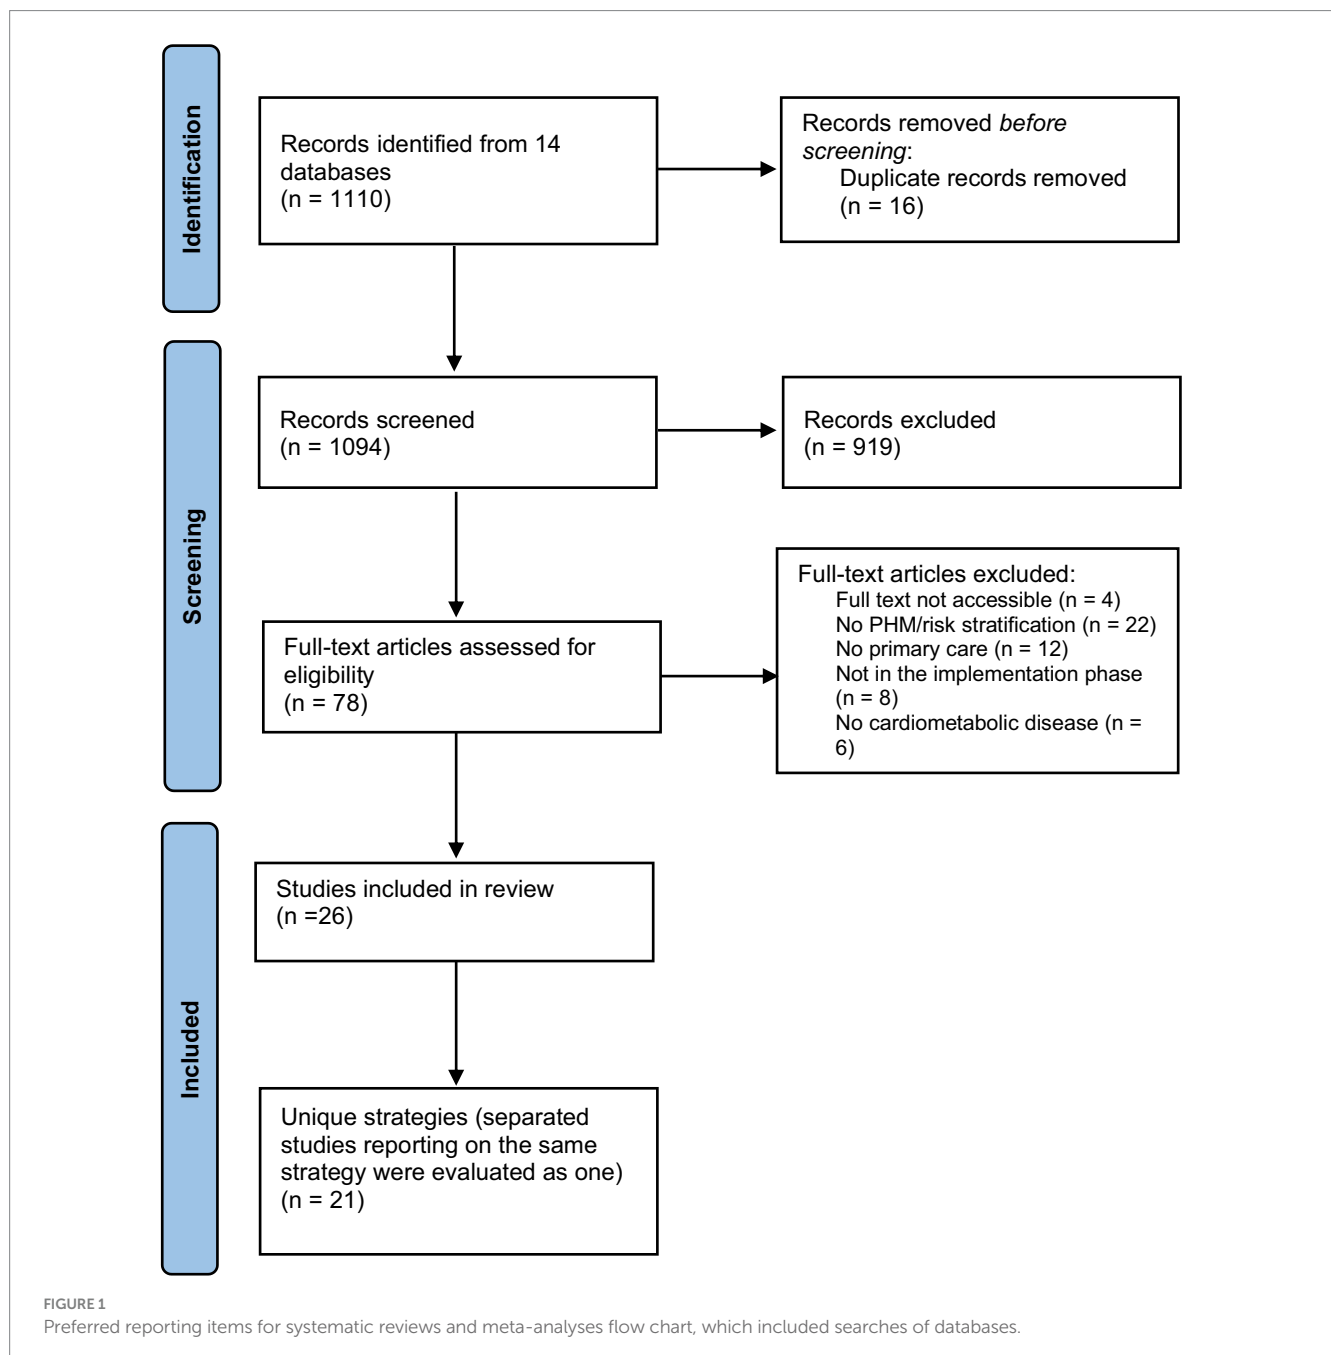 Identification
Records identified from 14
databases
(n = 1110)
Records removed before
screening:
Duplicate records removed
(n = 16)
Screening
Records screened
(n = 1094)
Records excluded
(n = 919)
Full-text articles assessed for
eligibility
(n = 78)
Full-text articles excluded:
Full text not accessible (n = 4)
No PHM/risk stratification (n = 22)
No primary care (n = 12)
Not in the implementation phase
(n = 8)
No cardiometabolic disease (n =
6)
Included
Studies included in review
(n =26)
Unique strategies (separated
studies reporting on the same
strategy were evaluated as one)
(n = 21)
FIGURE 1
Preferred reporting items for systematic reviews and meta-analyses flow chart, which included searches of databases.